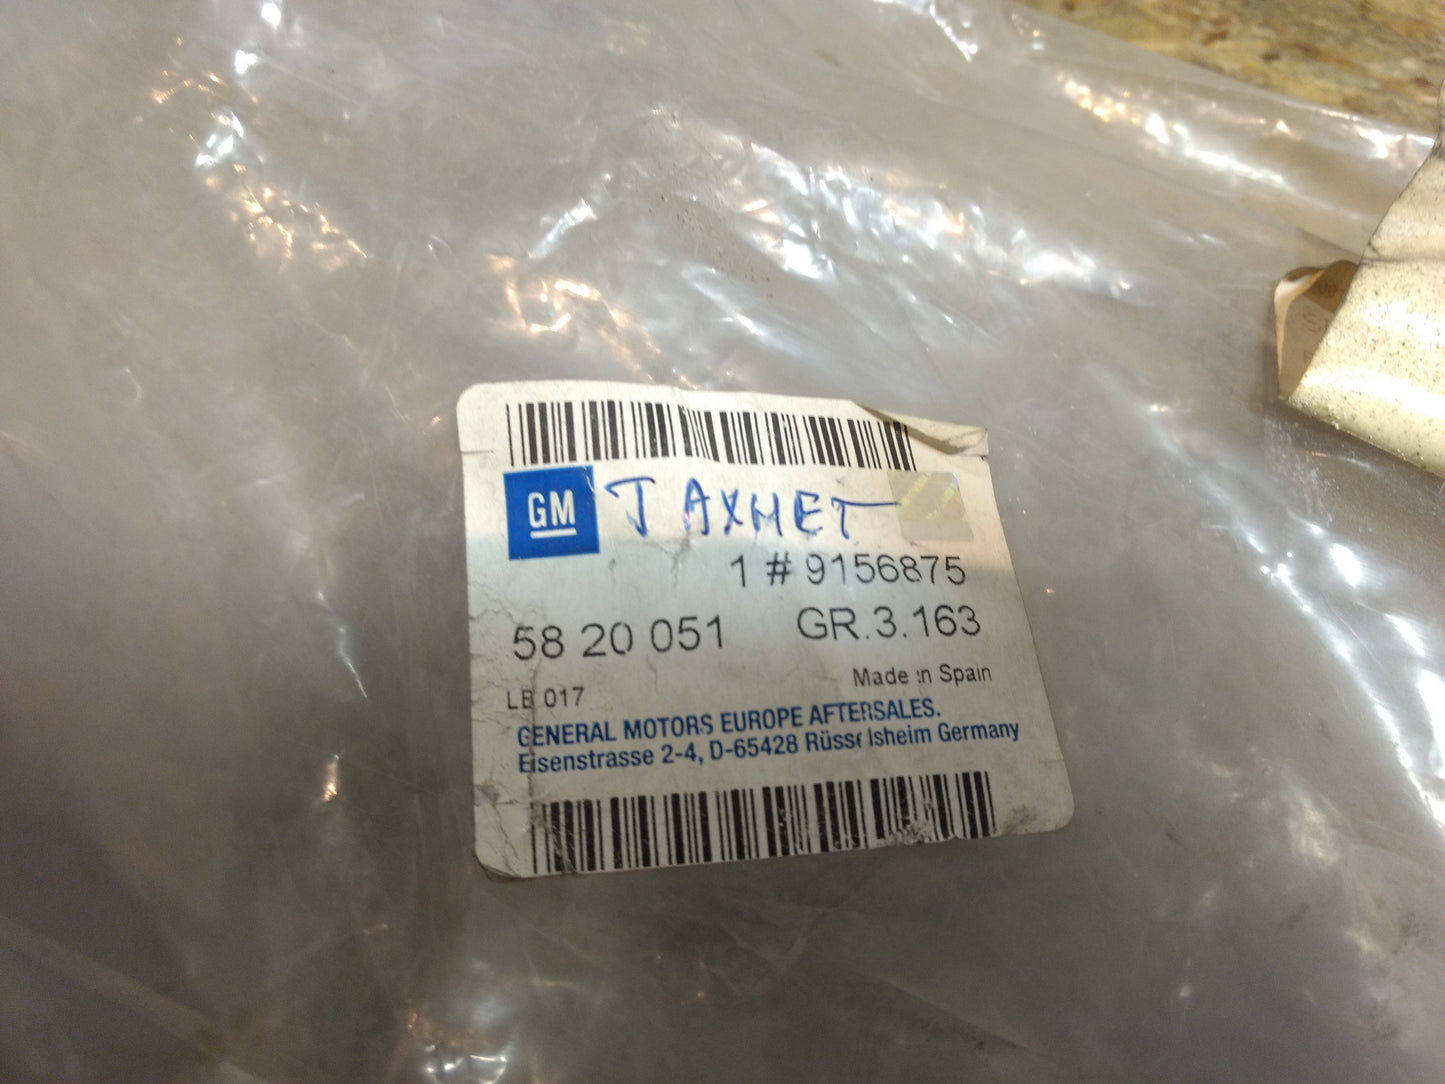 GM
J AXMET
1 # 9156875
58 20 051 GR.3.163
Made in Spain
LB 017
GENERAL MOTORS EUROPE AFTERSALES.
Eisenstrasse 2-4, D-65428 Rüsselsheim Germany